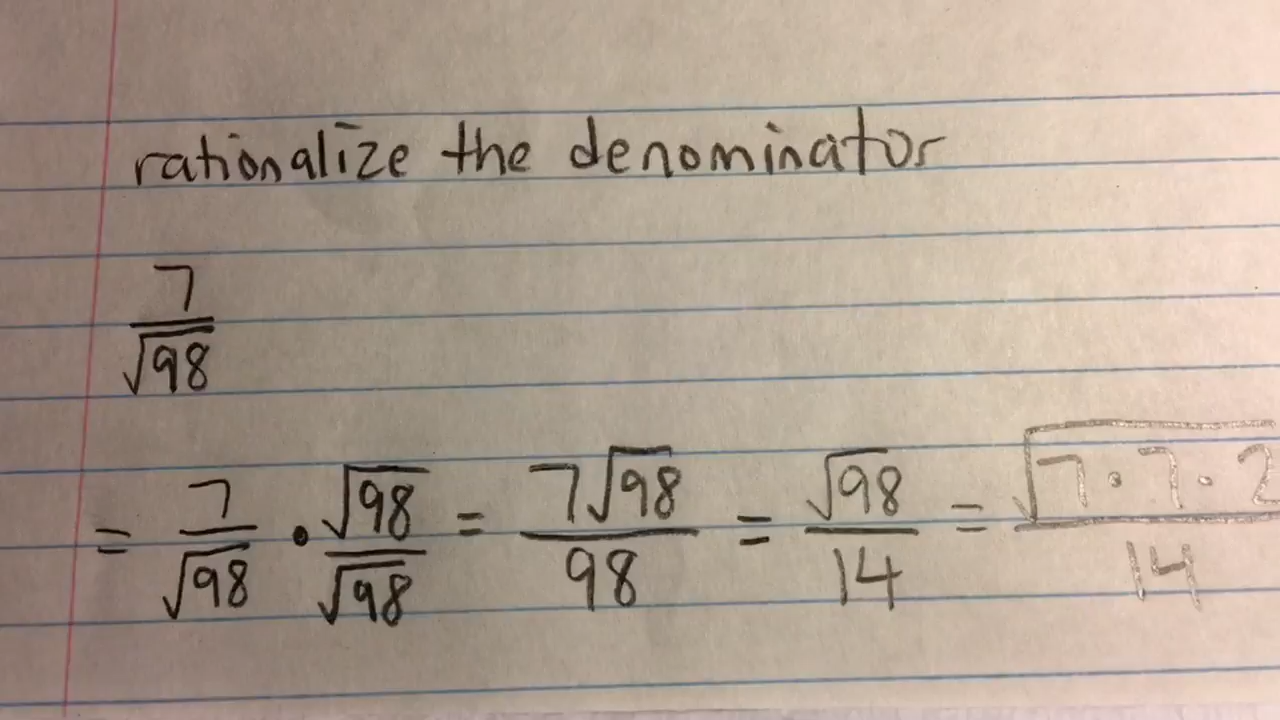 rationalize the denominator
7/√98
= 7/√98 · √98/√98 = 7√98/98 = √98/14 = √7·7·2/14